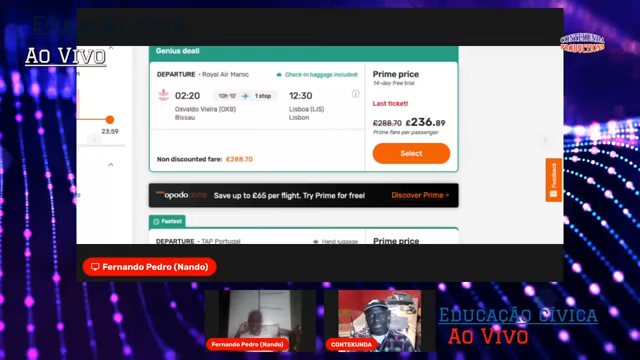 Educação Cívica
Ao Vivo
CONTEKUNDA
PRODUCTIONS
Genius deal!
DEPARTURE · Royal Air Maroc
Check-in baggage included!
Prime price
14-day free trial
Last ticket!
02:20
10h 10'
1 stop
12:30
£288.70 £236.89
Osvaldo Vieira (OXB)
Lisboa (LIS)
Prime fare per passenger
Bissau
Lisbon
23:59
Select
Non discounted fare: £288.70
Feedback
opodo
Save up to £65 per flight. Try Prime for free!
Discover Prime
Fastest
DEPARTURE · TAP Portugal
Hand luggage
Prime price
Fernando Pedro (Nando)
Fernando Pedro (Nando)
CONTEKUNDA
Educação Cívica
Ao Vivo